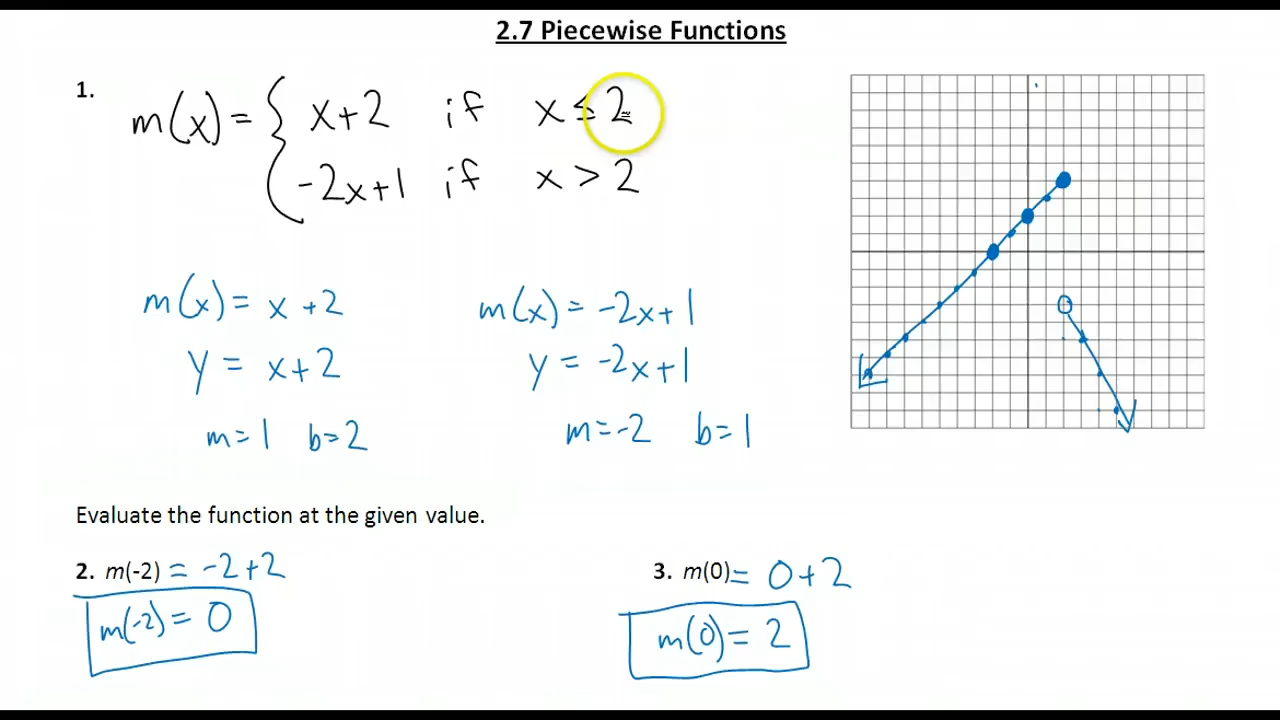 2.7 Piecewise Functions
1.
m(x) = { x+2 if x ≤ 2
-2x+1 if x > 2
m(x) = x+2 m(x) = -2x+1
y = x+2 y = -2x+1
m=1 b=2 m=-2 b=1
Evaluate the function at the given value.
2. m(-2) = -2+2 3. m(0) = 0+2
m(-2) = 0 m(0) = 2